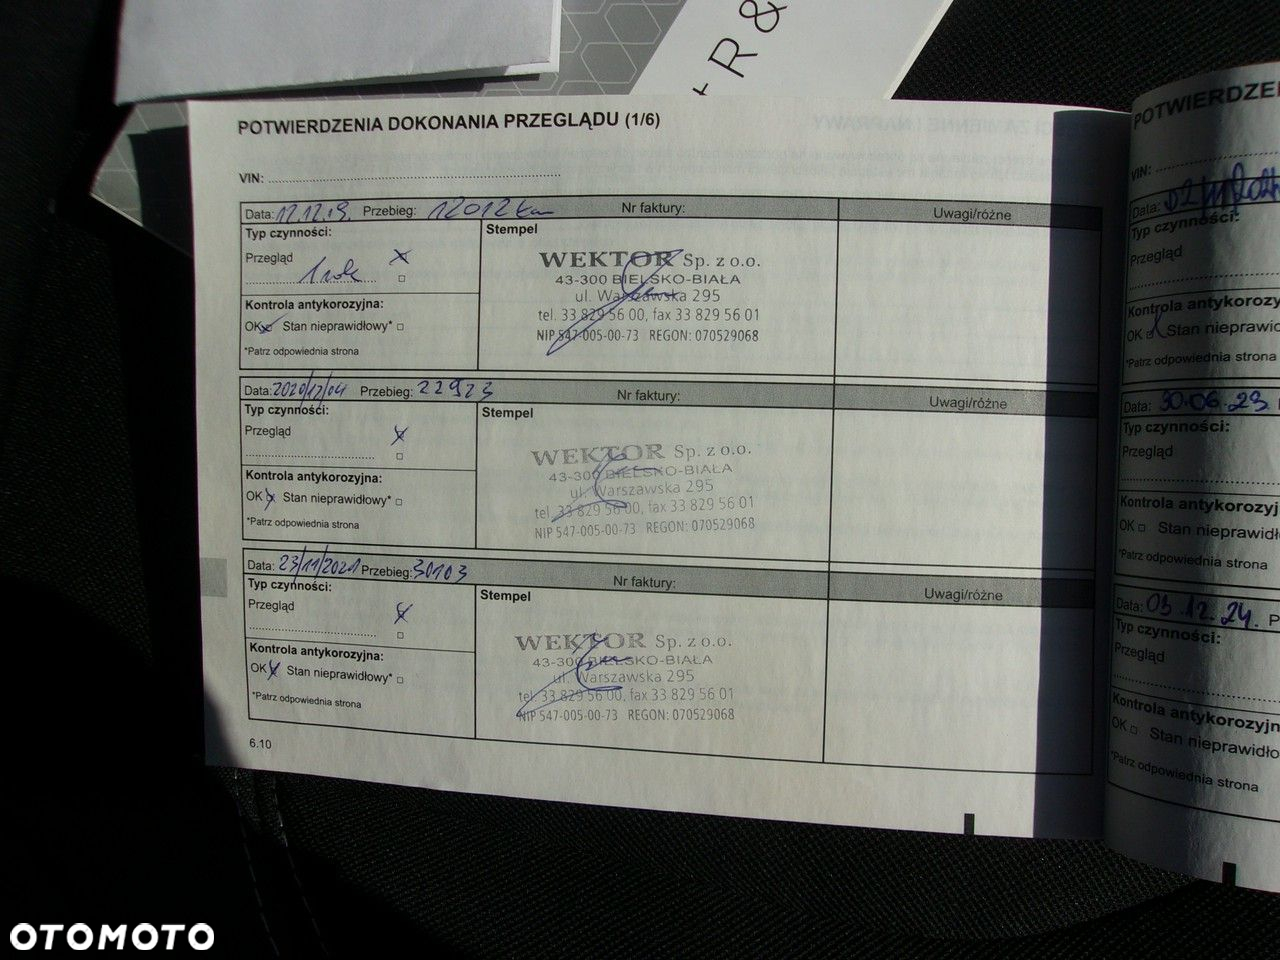 + R &
POTWIERDZENIA DOKONANIA PRZEGLĄDU (1/6)
VIN:
Data: 12.12.19. Przebieg: 12012 km Nr faktury: Uwagi/różne
Typ czynności: Stempel
Przegląd
1 rok
Kontrola antykorozyjna:
OK Stan nieprawidłowy*
*Patrz odpowiednia strona
WEKTOR Sp. z o.o.
43-300 BIELSKO-BIAŁA
ul. Warszawska 295
tel. 33 829 56 00, fax 33 829 56 01
NIP 547-005-00-73 REGON: 070529068
Data: 2020/12/04 Przebieg: 22923 Nr faktury: Uwagi/różne
Typ czynności: Stempel
Przegląd
Kontrola antykorozyjna:
OK Stan nieprawidłowy*
*Patrz odpowiednia strona
WEKTOR Sp. z o.o.
43-300 BIELSKO-BIAŁA
ul. Warszawska 295
tel. 33 829 56 00, fax 33 829 56 01
NIP 547-005-00-73 REGON: 070529068
Data: 23/11/2021 Przebieg: 30103 Nr faktury: Uwagi/różne
Typ czynności: Stempel
Przegląd
Kontrola antykorozyjna:
OK Stan nieprawidłowy*
*Patrz odpowiednia strona
WEKTOR Sp. z o.o.
43-300 BIELSKO-BIAŁA
ul. Warszawska 295
tel. 33 829 56 00, fax 33 829 56 01
NIP 547-005-00-73 REGON: 070529068
6.10
POTWIERDZE
VIN:
Data:
Typ czynności:
Przegląd
Kontrola antykorozy
OK Stan nieprawidł
*Patrz odpowiednia strona
Data: 30.06.23
Typ czynności:
Przegląd
Kontrola antykorozyj
OK Stan nieprawidło
*Patrz odpowiednia strona
Data: 03.12.24. P
Typ czynności:
Przegląd
Kontrola antykorozyjn
OK Stan nieprawidło
*Patrz odpowiednia strona
OTOMOTO